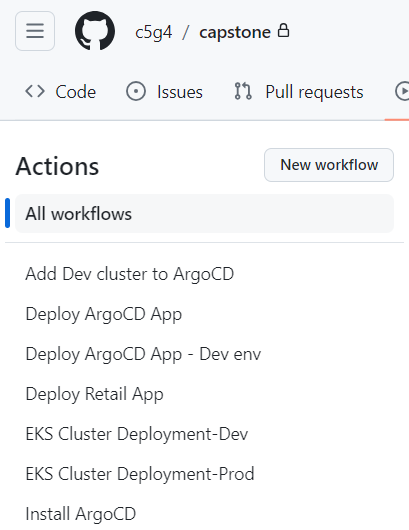 c5g4 / capstone
Code Issues Pull requests
Actions
New workflow
All workflows
Add Dev cluster to ArgoCD
Deploy ArgoCD App
Deploy ArgoCD App - Dev env
Deploy Retail App
EKS Cluster Deployment-Dev
EKS Cluster Deployment-Prod
Install ArgoCD